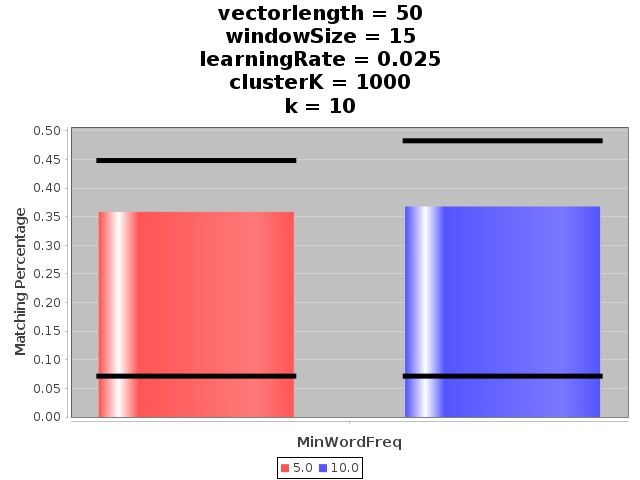 vectorlength = 50
windowSize = 15
learningRate = 0.025
clusterK = 1000
k = 10
0.50
0.45
0.40
0.35
0.30
0.25
0.20
0.15
0.10
0.05
0.00
Matching Percentage
MinWordFreq
5.0 10.0